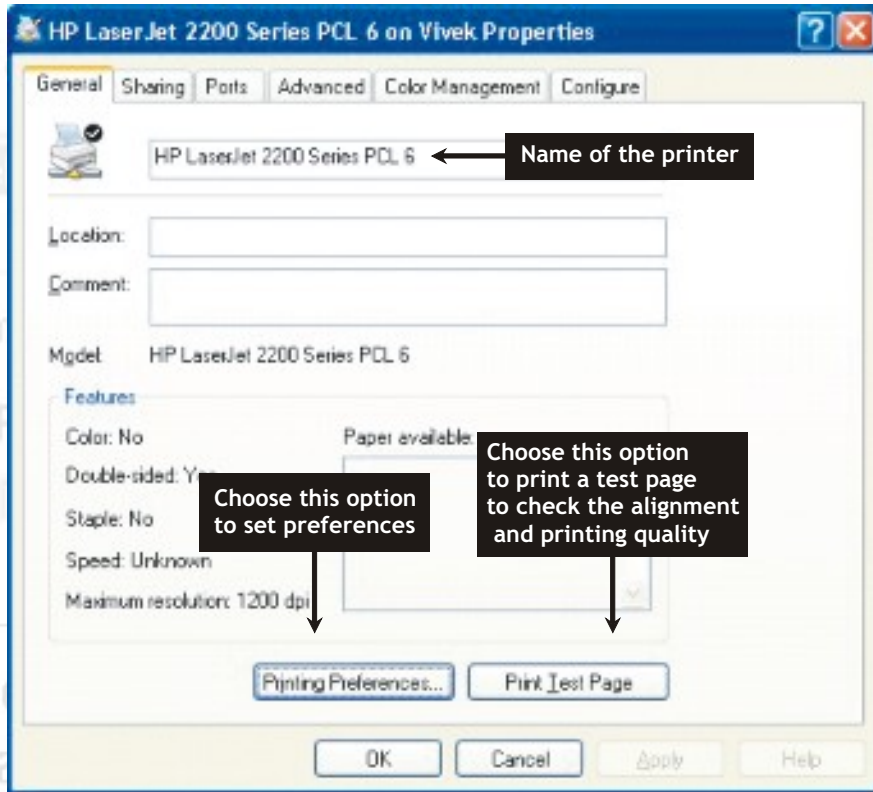 HP LaserJet 2200 Series PCL 6 on Vivek Properties
General Sharing Ports Advanced Color Management Configure
HP LaserJet 2200 Series PCL 6
Name of the printer
Location:
Comment:
Model: HP LaserJet 2200 Series PCL 6
Features
Color: No
Paper available:
Double-sided: Yes
Staple: No
Speed: Unknown
Maximum resolution: 1200 dpi
Choose this option
to set preferences
Choose this option
to print a test page
to check the alignment
and printing quality
Printing Preferences... Print Test Page
OK Cancel Apply Help